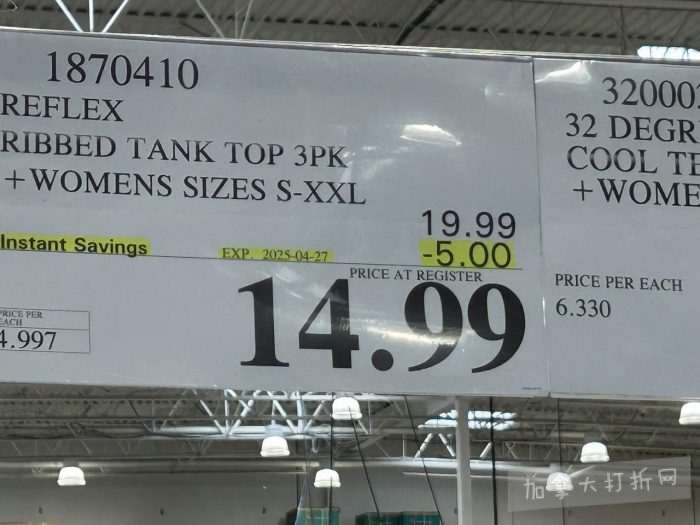 1870410
REFLEX
RIBBED TANK TOP 3PK
+WOMENS SIZES S-XXL
19.99
Instant Savings
EXP. 2025-04-27
-5.00
PRICE AT REGISTER
14.99
PRICE PER
EACH
4.997
32000
32 DEGR
COOL TE
+WOME
PRICE PER EACH
6.330
加拿大打折网